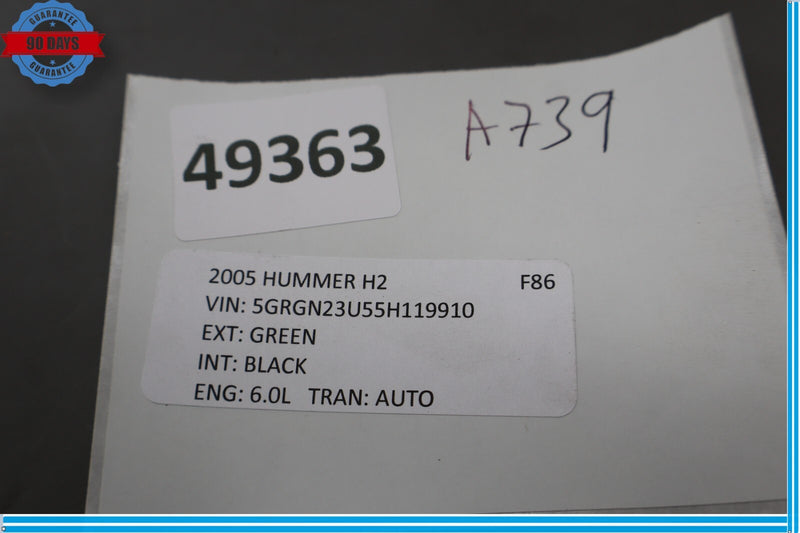 GUARANTEE
90 DAYS
GUARANTEE
A739
49363
2005 HUMMER H2 F86
VIN: 5GRGN23U55H119910
EXT: GREEN
INT: BLACK
ENG: 6.0L TRAN: AUTO